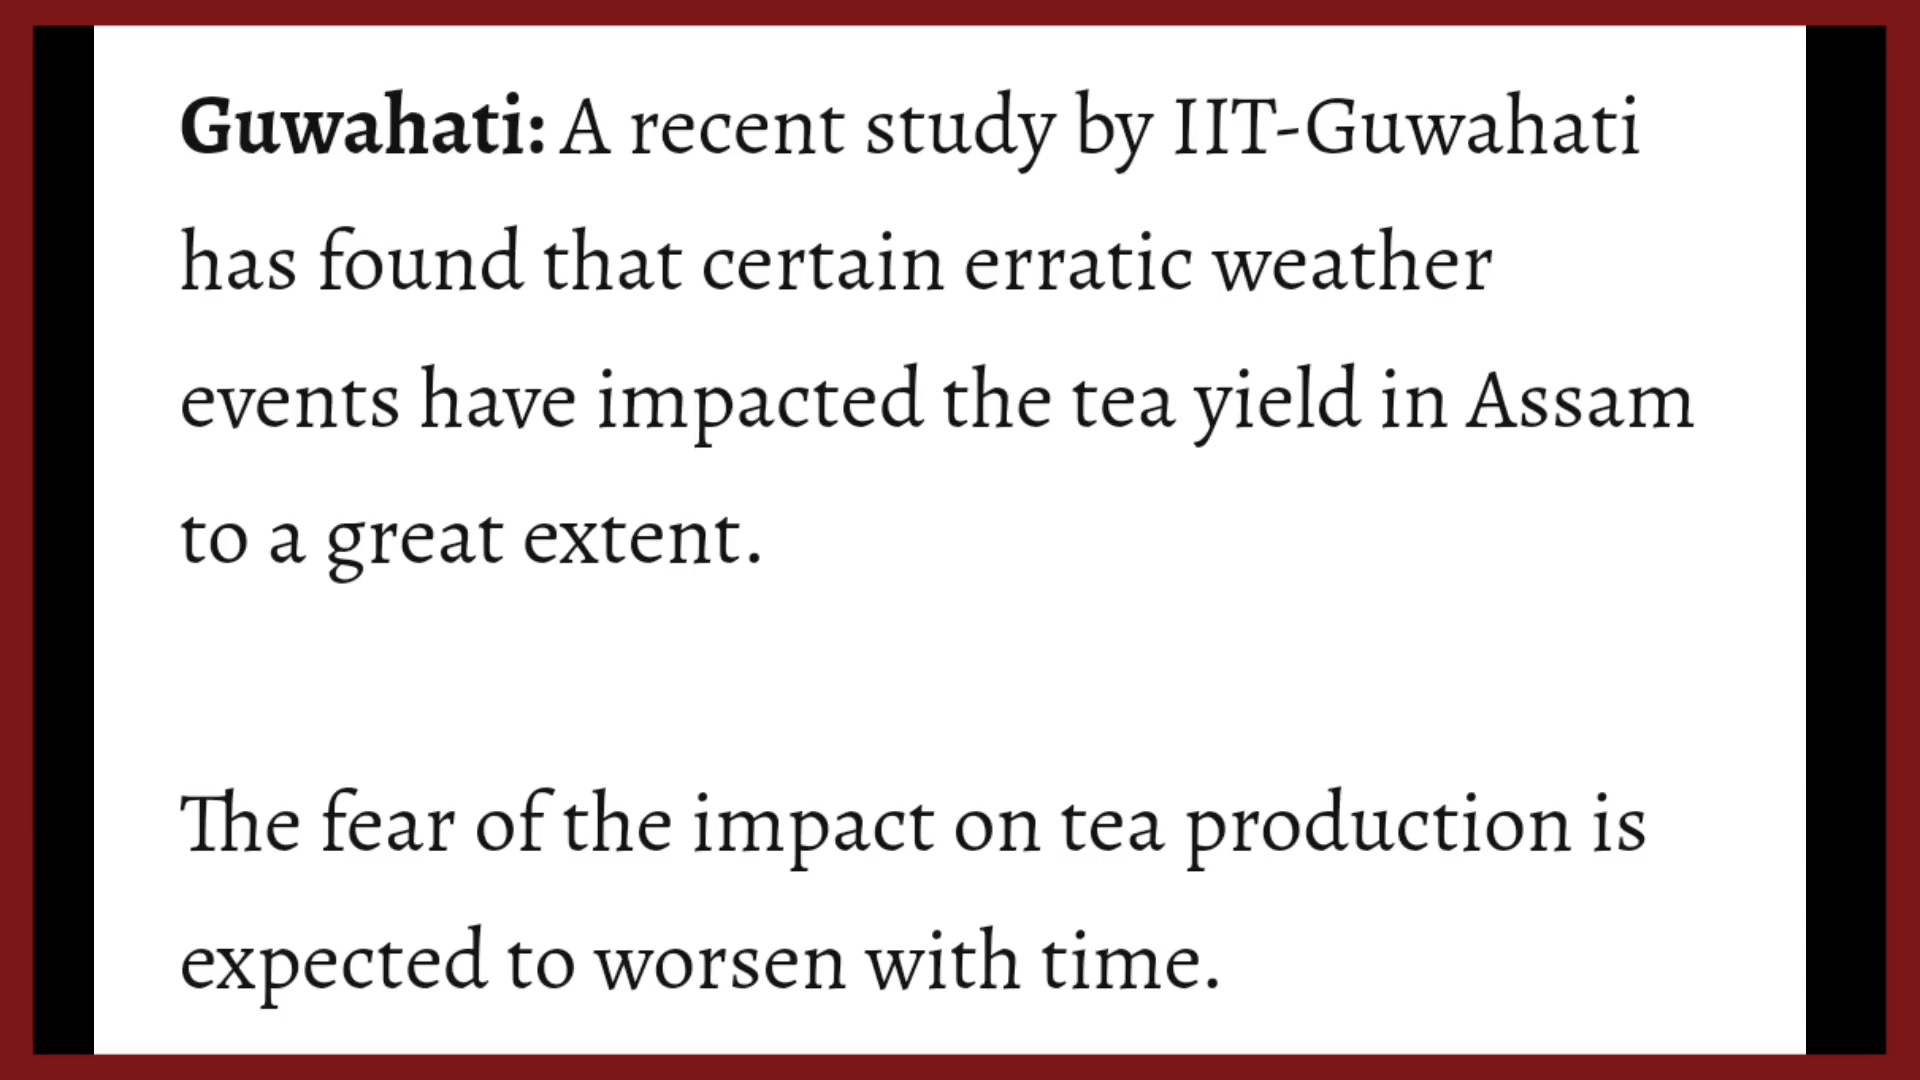 Guwahati: A recent study by IIT-Guwahati
has found that certain erratic weather
events have impacted the tea yield in Assam
to a great extent.
The fear of the impact on tea production is
expected to worsen with time.